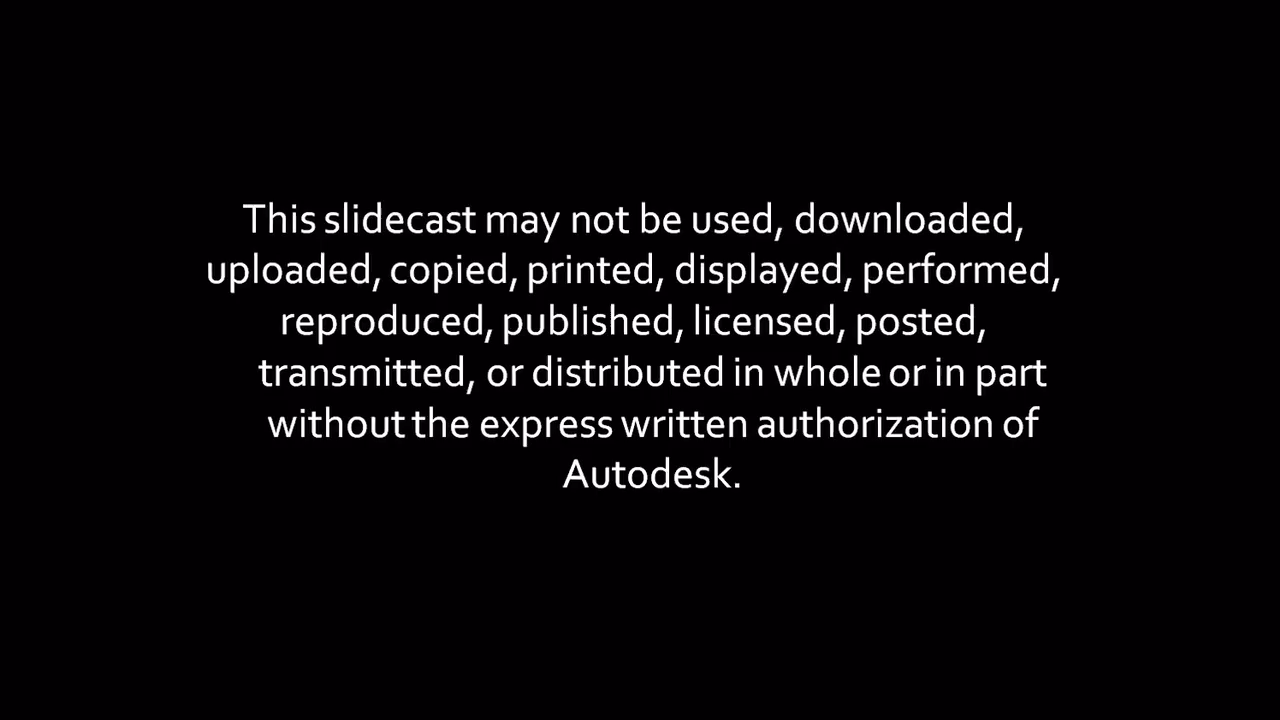 This slidecast may not be used, downloaded,
uploaded, copied, printed, displayed, performed,
reproduced, published, licensed, posted,
transmitted, or distributed in whole or in part
without the express written authorization of
Autodesk.